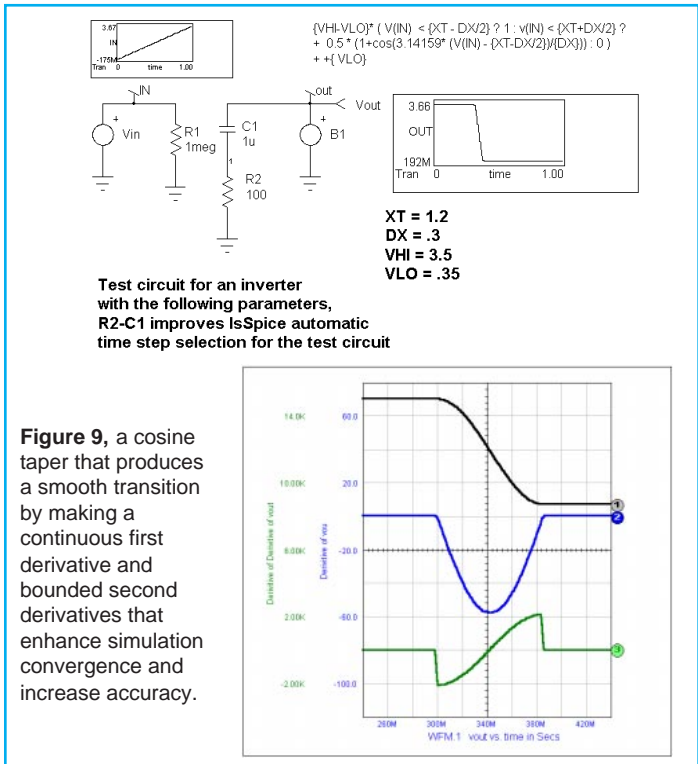 {VHI-VLO}* ( V(IN) < {XT - DX/2} ? 1 : v(IN) < {XT+DX/2} ?
+ 0.5 * (1+cos(3.14159* (V(IN) - {XT-DX/2})/{DX})) : 0 )
+ +{ VLO}
3.67
IN
-175M
Tran 0 time 1.00
IN
out
Vout
+
Vin
R1
1meg
C1
1u
+
B1
1
R2
100
3.66
OUT
192M
Tran 0 time 1.00
XT = 1.2
DX = .3
VHI = 3.5
VLO = .35
Test circuit for an inverter
with the following parameters,
R2-C1 improves IsSpice automatic
time step selection for the test circuit
Figure 9, a cosine
taper that produces
a smooth transition
by making a
continuous first
derivative and
bounded second
derivatives that
enhance simulation
convergence and
increase accuracy.
14.0K 60.0
10.00K 20.0
6.00K -20.0
2.00K -60.0
-2.00K -100.0
Derivitive of Derivitive of vout
Derivitive of vou
1
2
3
260M 300M 340M 380M 420M
WFM.1 vout vs. time in Secs